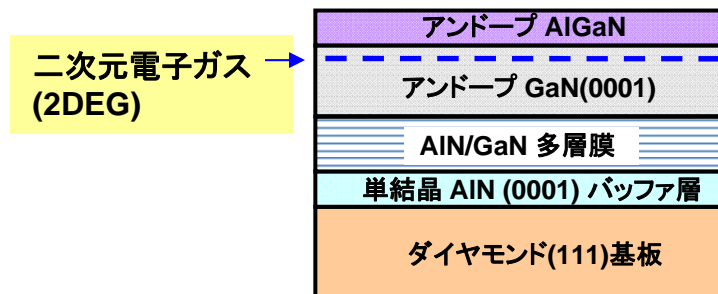 アンドープ AlGaN
二次元電子ガス
(2DEG)
アンドープ GaN(0001)
AlN/GaN 多層膜
単結晶 AlN (0001) バッファ層
ダイヤモンド(111)基板